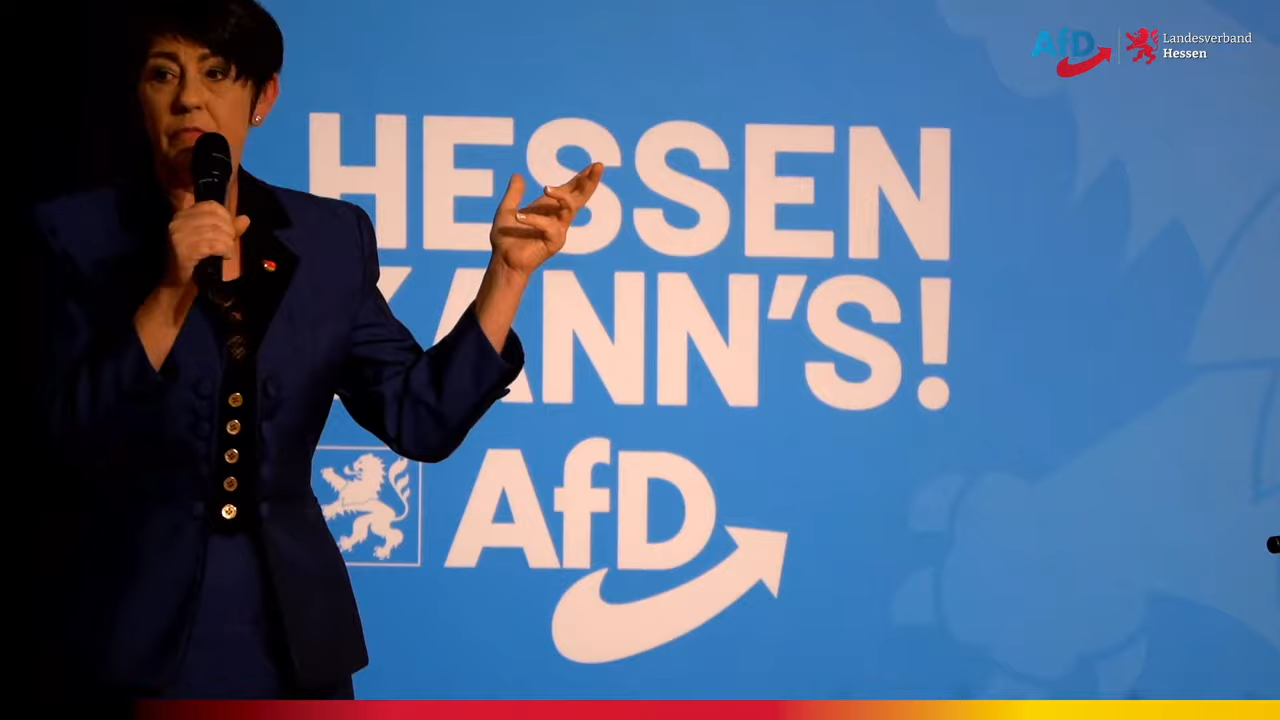 AfD
Landesverband
Hessen
HESSEN
KANN'S!
AfD